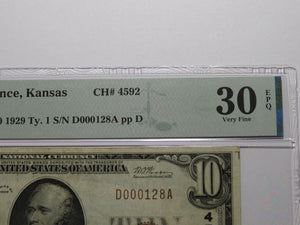 nce, Kansas CH# 4592
1929 Ty. 1 S/N D000128A pp D
30 EPQ
Very Fine
NATIONAL CURRENCY
UNITED STATES OF AMERICA
D000128A
10
4